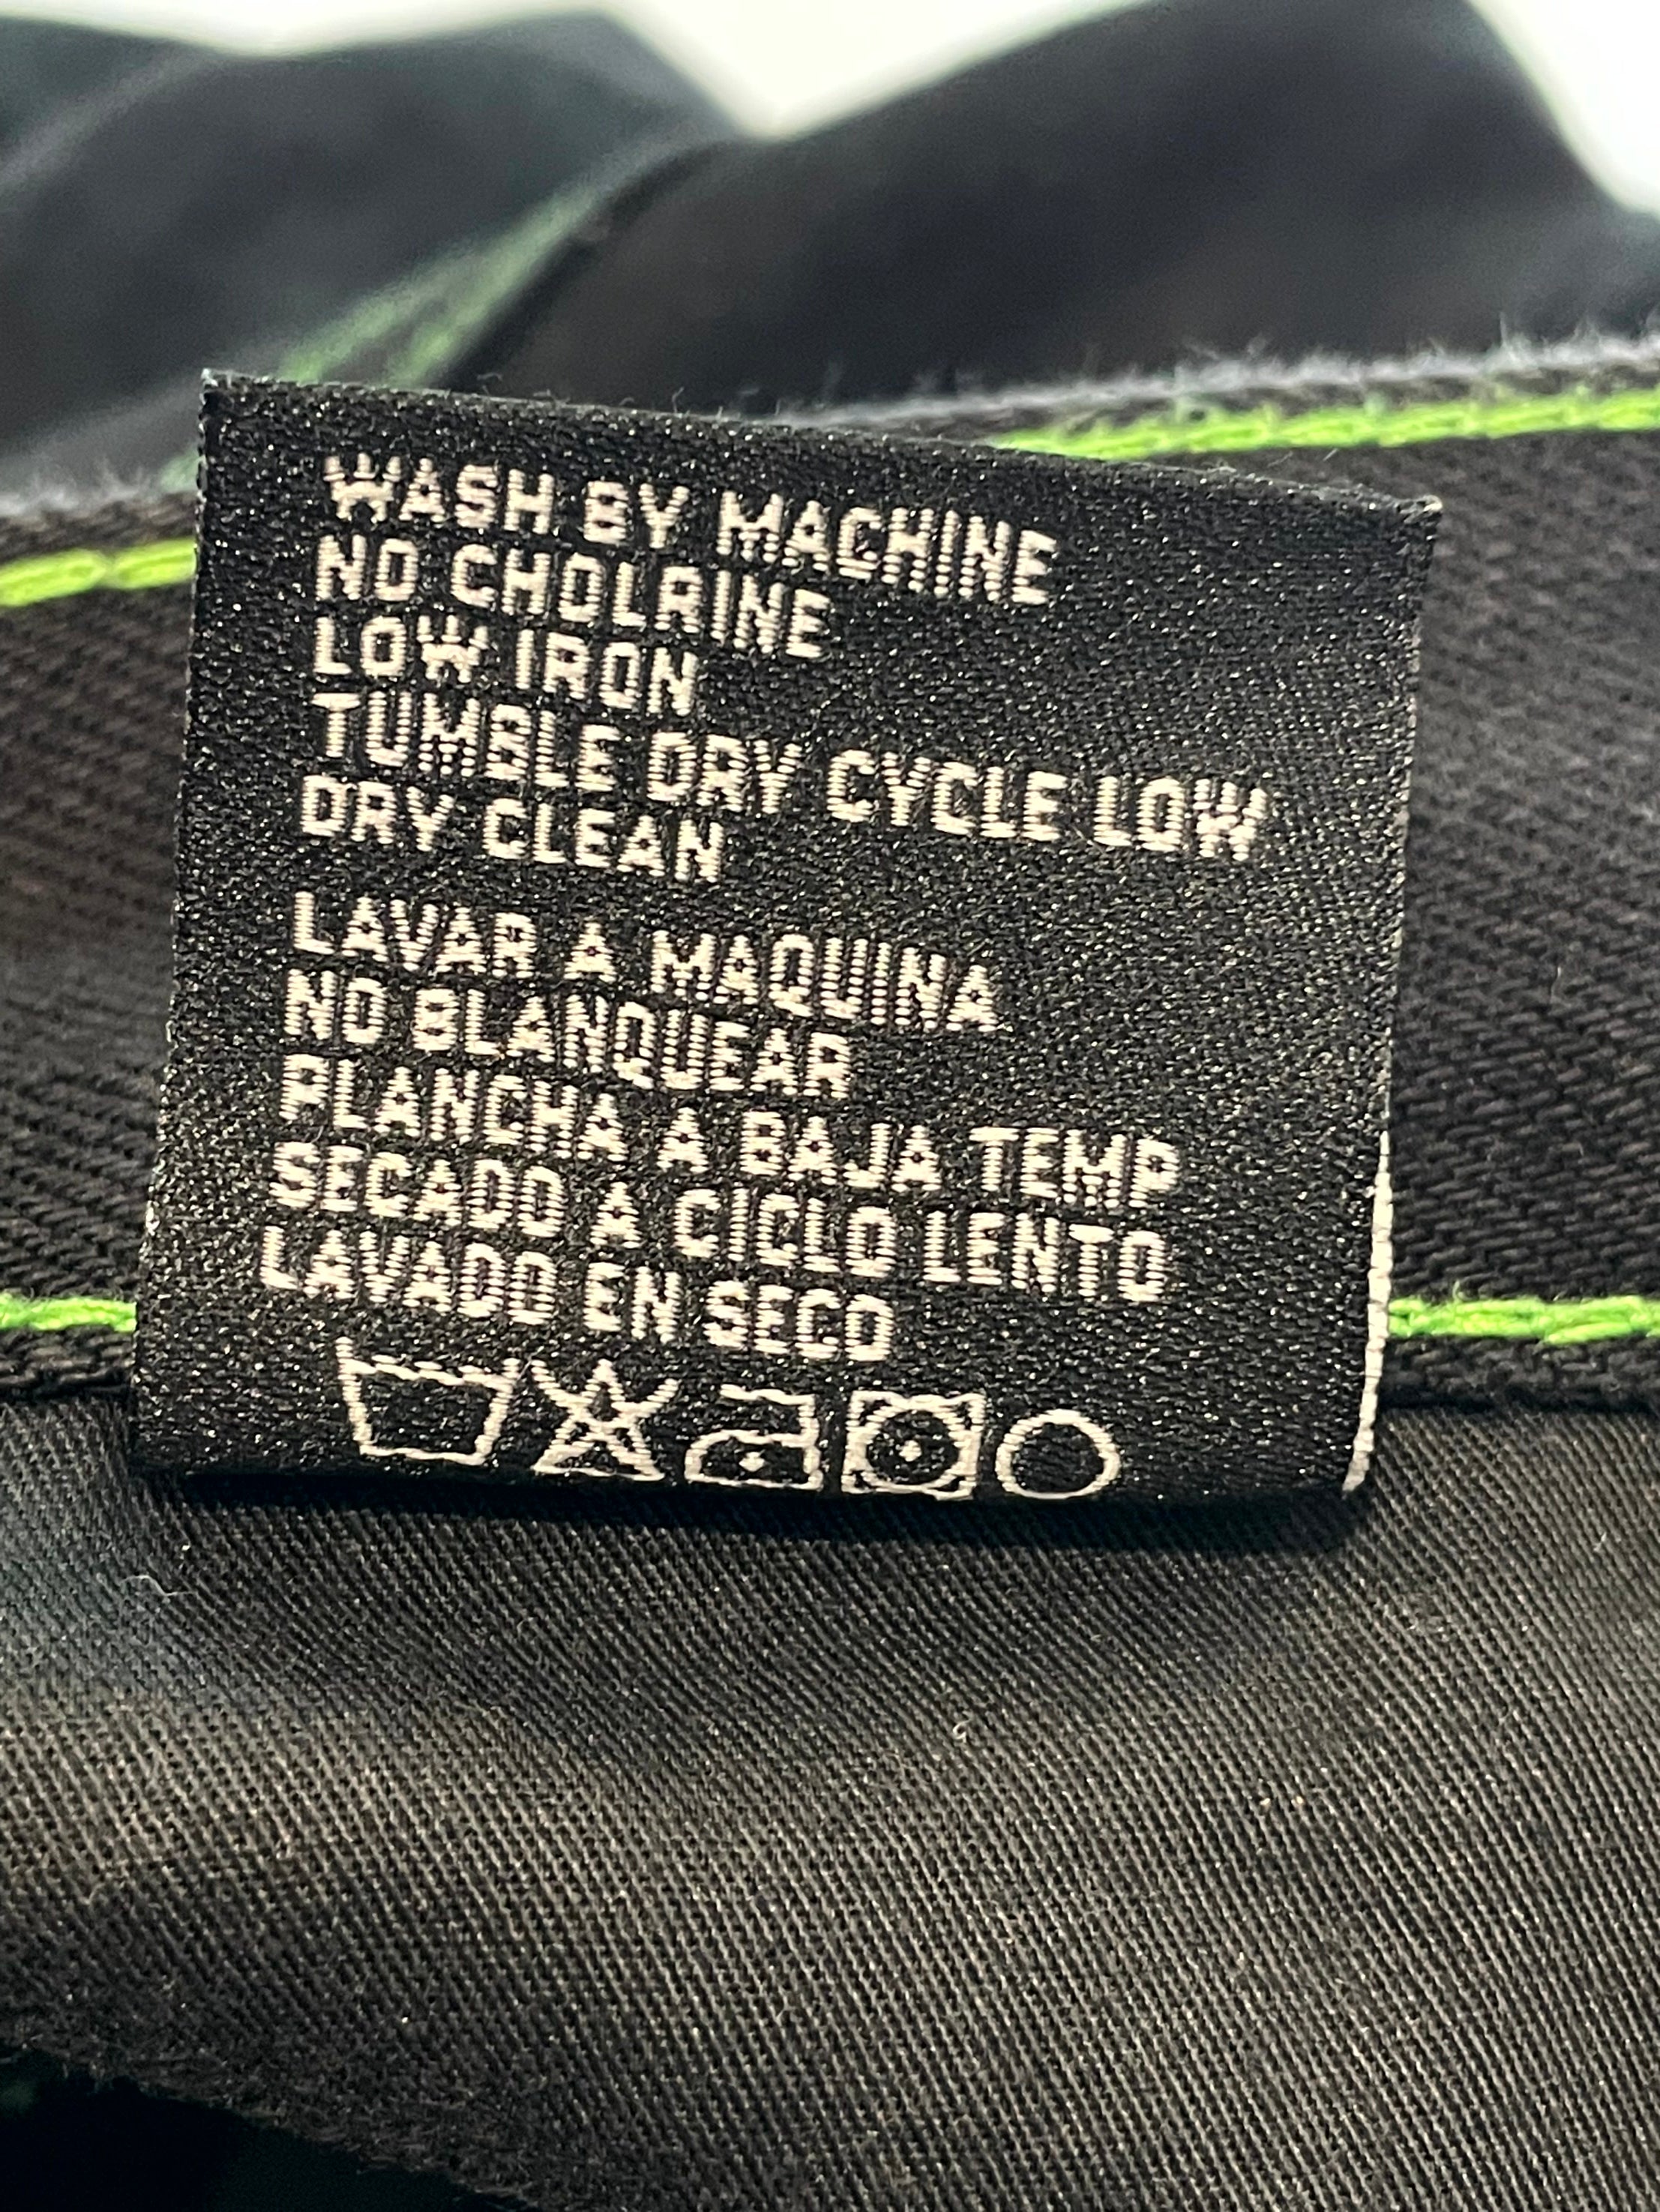 WASH BY MACHINE
NO CHOLRINE
LOW IRON
TUMBLE DRY CYCLE LOW
DRY CLEAN
LAVAR A MAQUINA
NO BLANQUEAR
PLANCHA A BAJA TEMP
SECADO A CICLO LENTO
LAVADO EN SECO